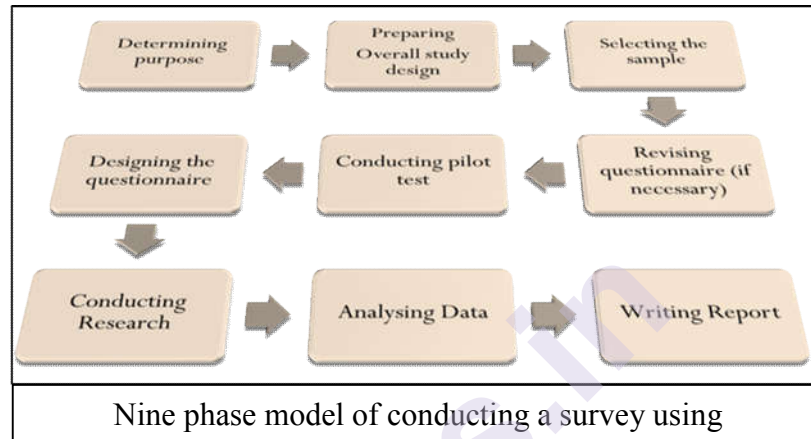 Determining
purpose
Preparing
Overall study
design
Selecting the
sample
Revising
questionnaire (if
necessary)
Conducting pilot
test
Designing the
questionnaire
Conducting
Research
Analysing Data
Writing Report
Nine phase model of conducting a survey using